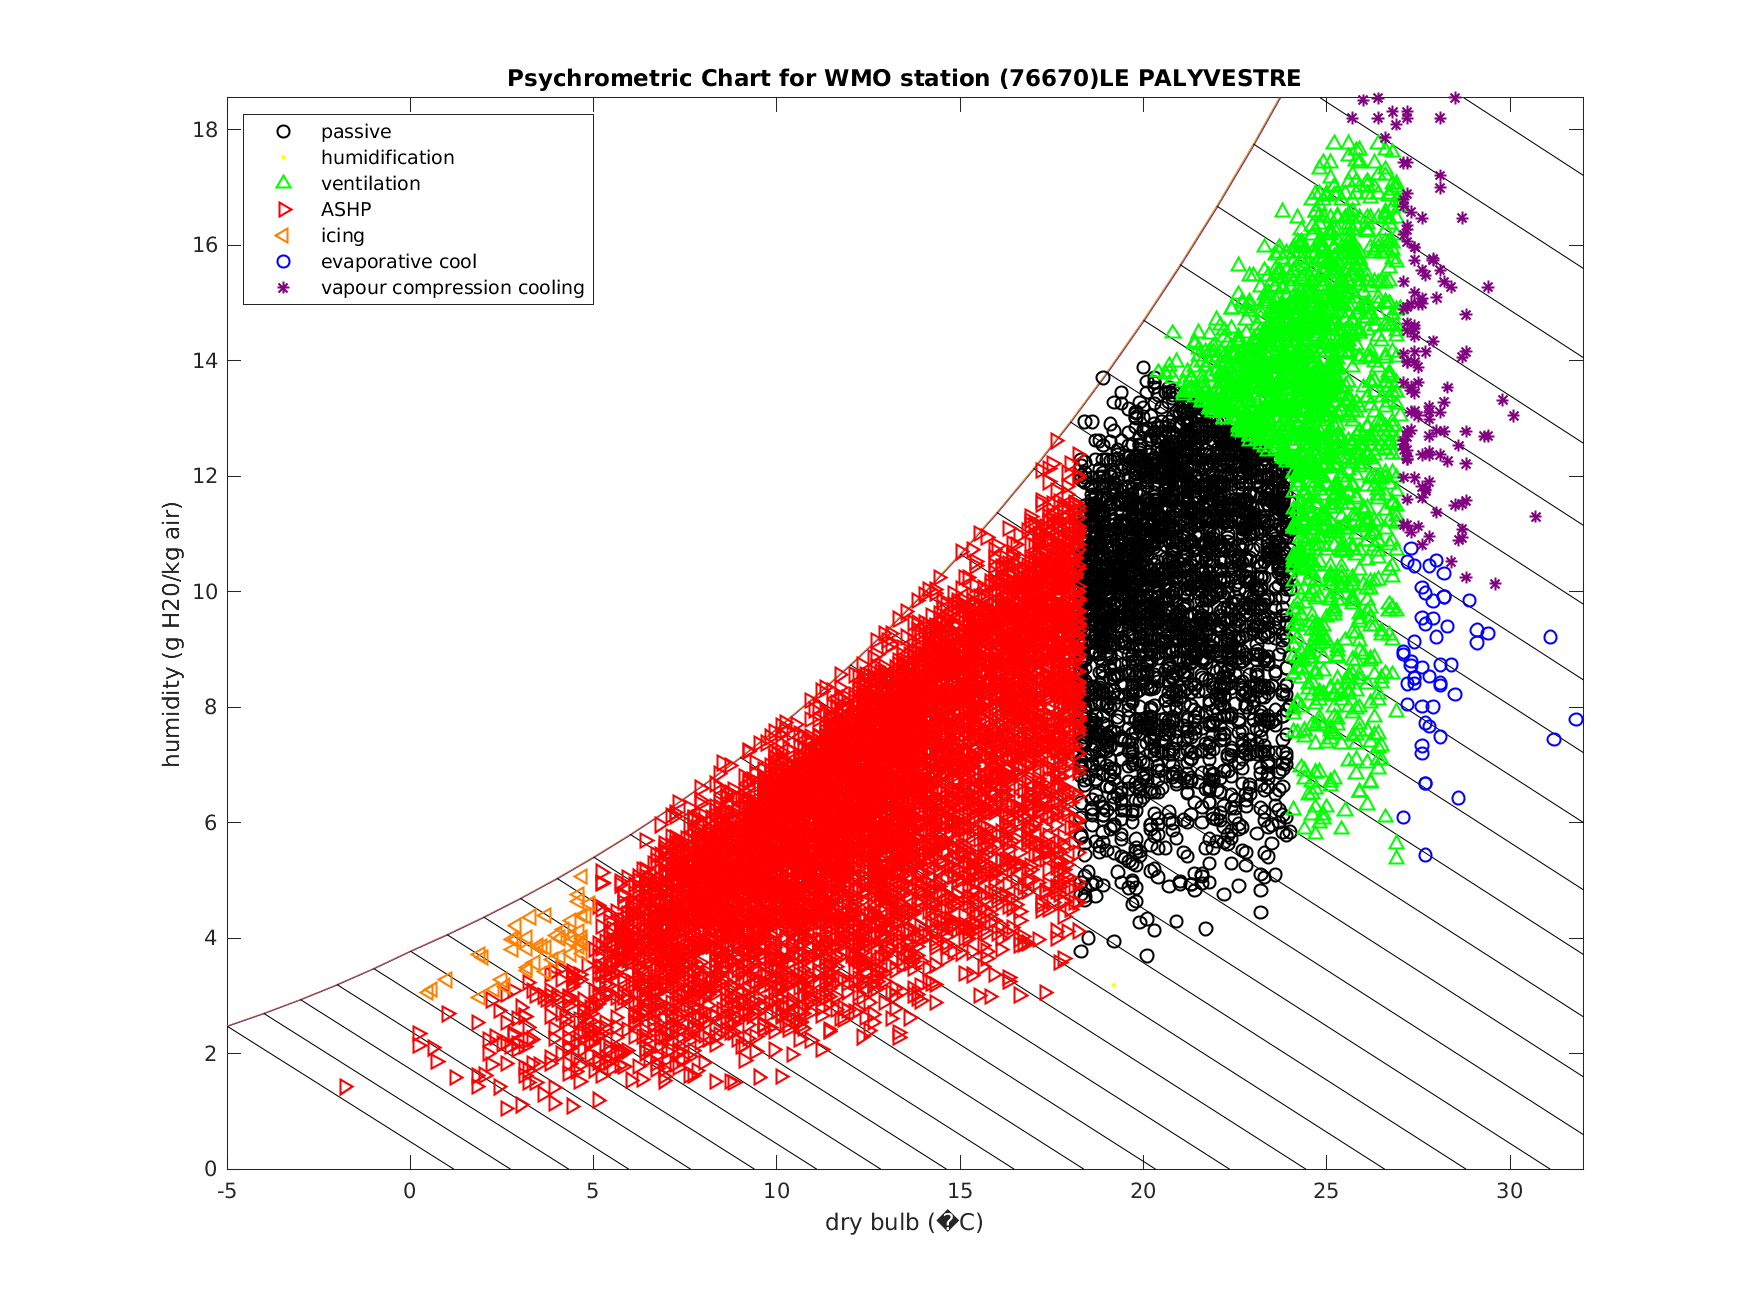 Psychrometric Chart for WMO station (76670)LE PALYVESTRE
passive
humidification
ventilation
ASHP
icing
evaporative cool
vapour compression cooling
humidity (g H20/kg air)
18
16
14
12
10
8
6
4
2
0
-5
0
5
10
15
20
25
30
dry bulb (�C)